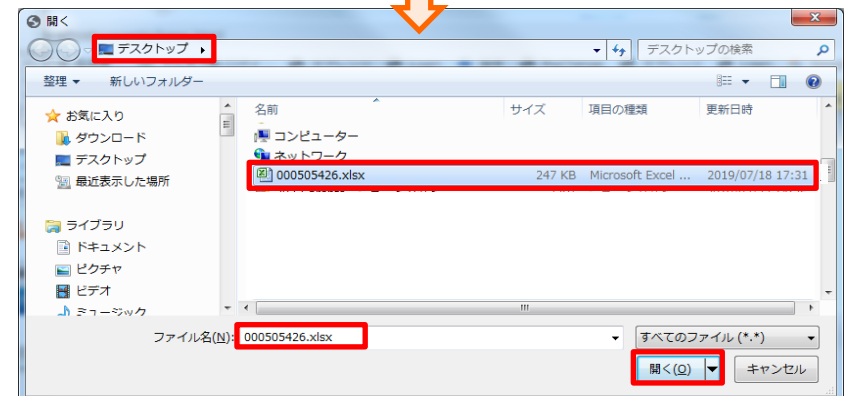 開く
デスクトップ
デスクトップの検索
整理 新しいフォルダー
お気に入り
ダウンロード
デスクトップ
最近表示した場所
ライブラリ
ドキュメント
ピクチャ
ビデオ
ミュージック
名前 サイズ 項目の種類 更新日時
コンピューター
ネットワーク
000505426.xlsx 247 KB Microsoft Excel ... 2019/07/18 17:31
ファイル名(N): 000505426.xlsx すべてのファイル (*.*)
開く(O) キャンセル